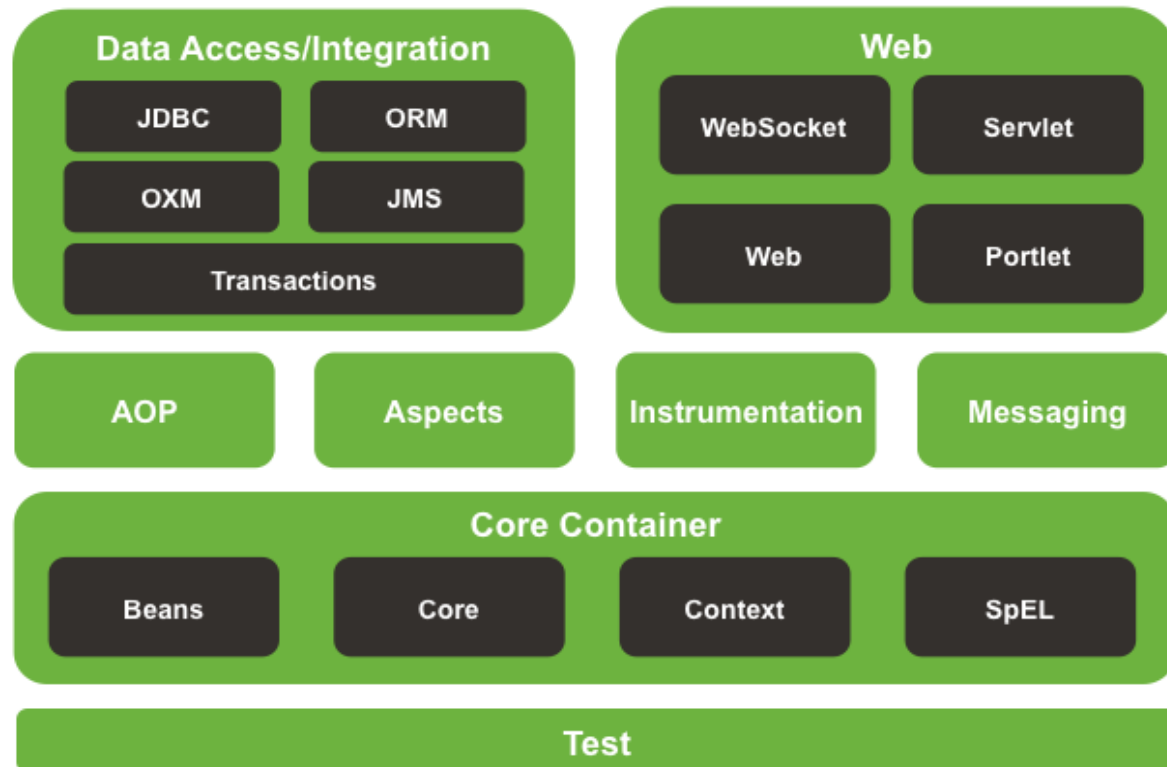 Data Access/Integration
JDBC
ORM
OXM
JMS
Transactions
Web
WebSocket
Servlet
Web
Portlet
AOP
Aspects
Instrumentation
Messaging
Core Container
Beans
Core
Context
SpEL
Test